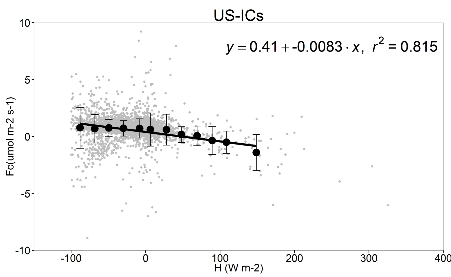 US-ICs
y = 0.41 + -0.0083 · x, r² = 0.815
10
5
0
-5
-10
Fc(umol m-2 s-1)
-100 0 100 200 300 400
H (W m-2)